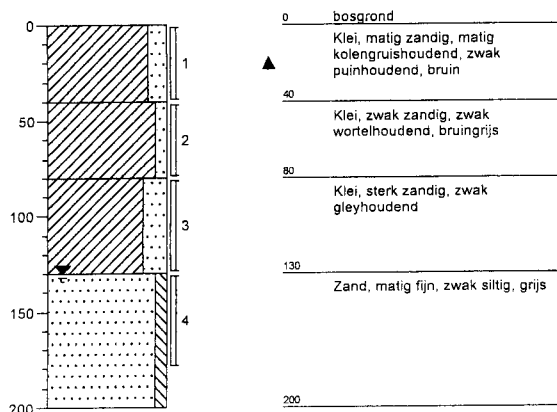 0
50
100
150
200
1
2
3
4
0 bosgrond
Klei, matig zandig, matig
kolengruishoudend, zwak
puinhoudend, bruin
40
Klei, zwak zandig, zwak
wortelhoudend, bruingrijs
80
Klei, sterk zandig, zwak
gleyhoudend
130
Zand, matig fijn, zwak siltig, grijs
200